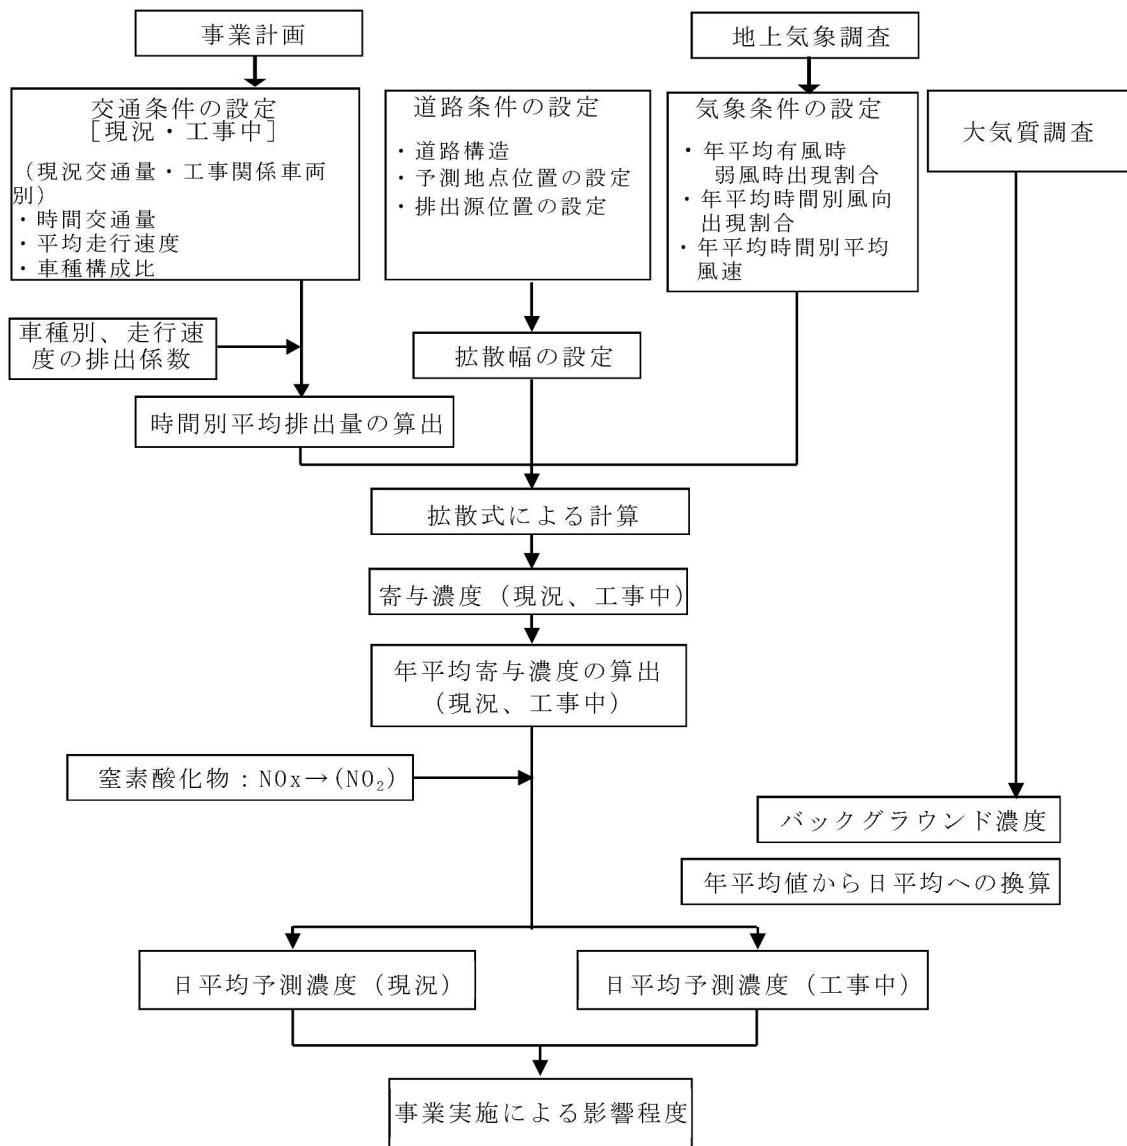 事業計画
地上気象調査
交通条件の設定
[現況・工事中]
（現況交通量・工事関係車両
別）
・時間交通量
・平均走行速度
・車種構成比
道路条件の設定
・道路構造
・予測地点位置の設定
・排出源位置の設定
気象条件の設定
・年平均有風時
弱風時出現割合
・年平均時間別風向
出現割合
・年平均時間別平均
風速
大気質調査
車種別、走行速
度の排出係数
拡散幅の設定
時間別平均排出量の算出
拡散式による計算
寄与濃度（現況、工事中）
年平均寄与濃度の算出
（現況、工事中）
窒素酸化物：NOx→(NO₂)
バックグラウンド濃度
年平均値から日平均への換算
日平均予測濃度（現況）
日平均予測濃度（工事中）
事業実施による影響程度